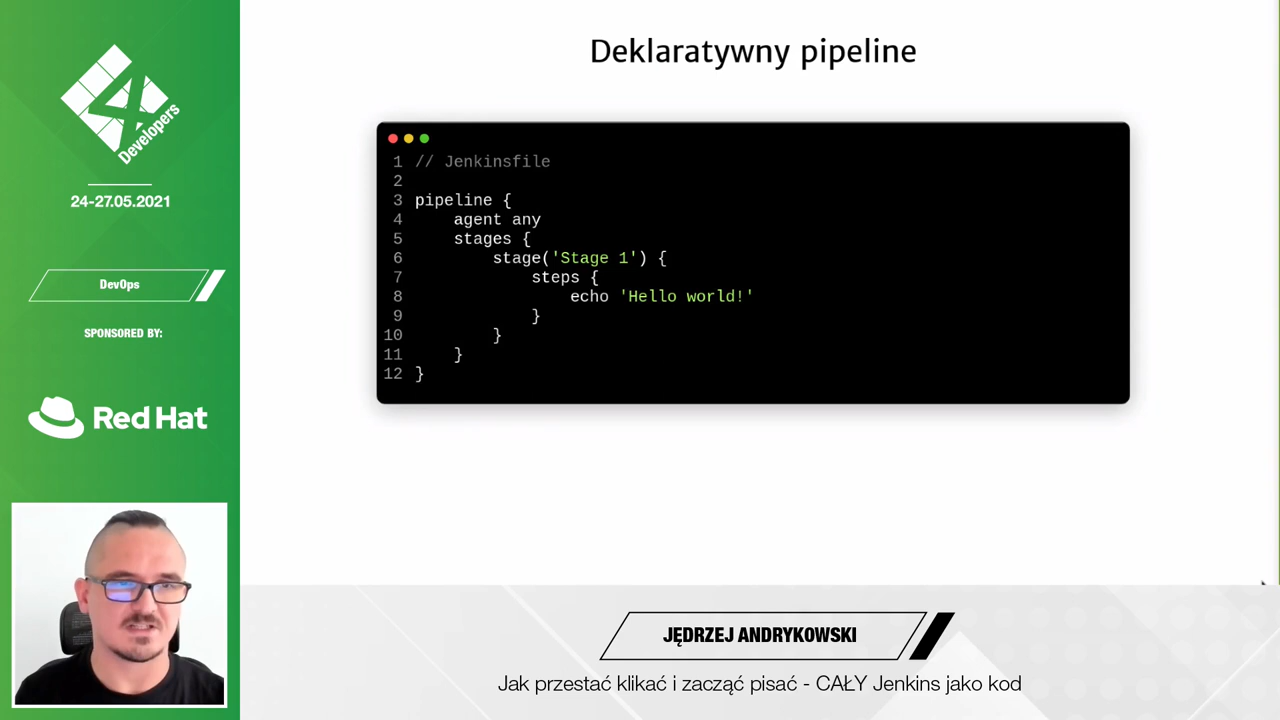 4
Developers
24-27.05.2021
DevOps
SPONSORED BY:
Red Hat
Deklaratywny pipeline
1 // Jenkinsfile
2
3 pipeline {
4     agent any
5     stages {
6         stage('Stage 1') {
7             steps {
8                 echo 'Hello world!'
9             }
10         }
11     }
12 }
JĘDRZEJ ANDRYKOWSKI
Jak przestać klikać i zacząć pisać - CAŁY Jenkins jako kod